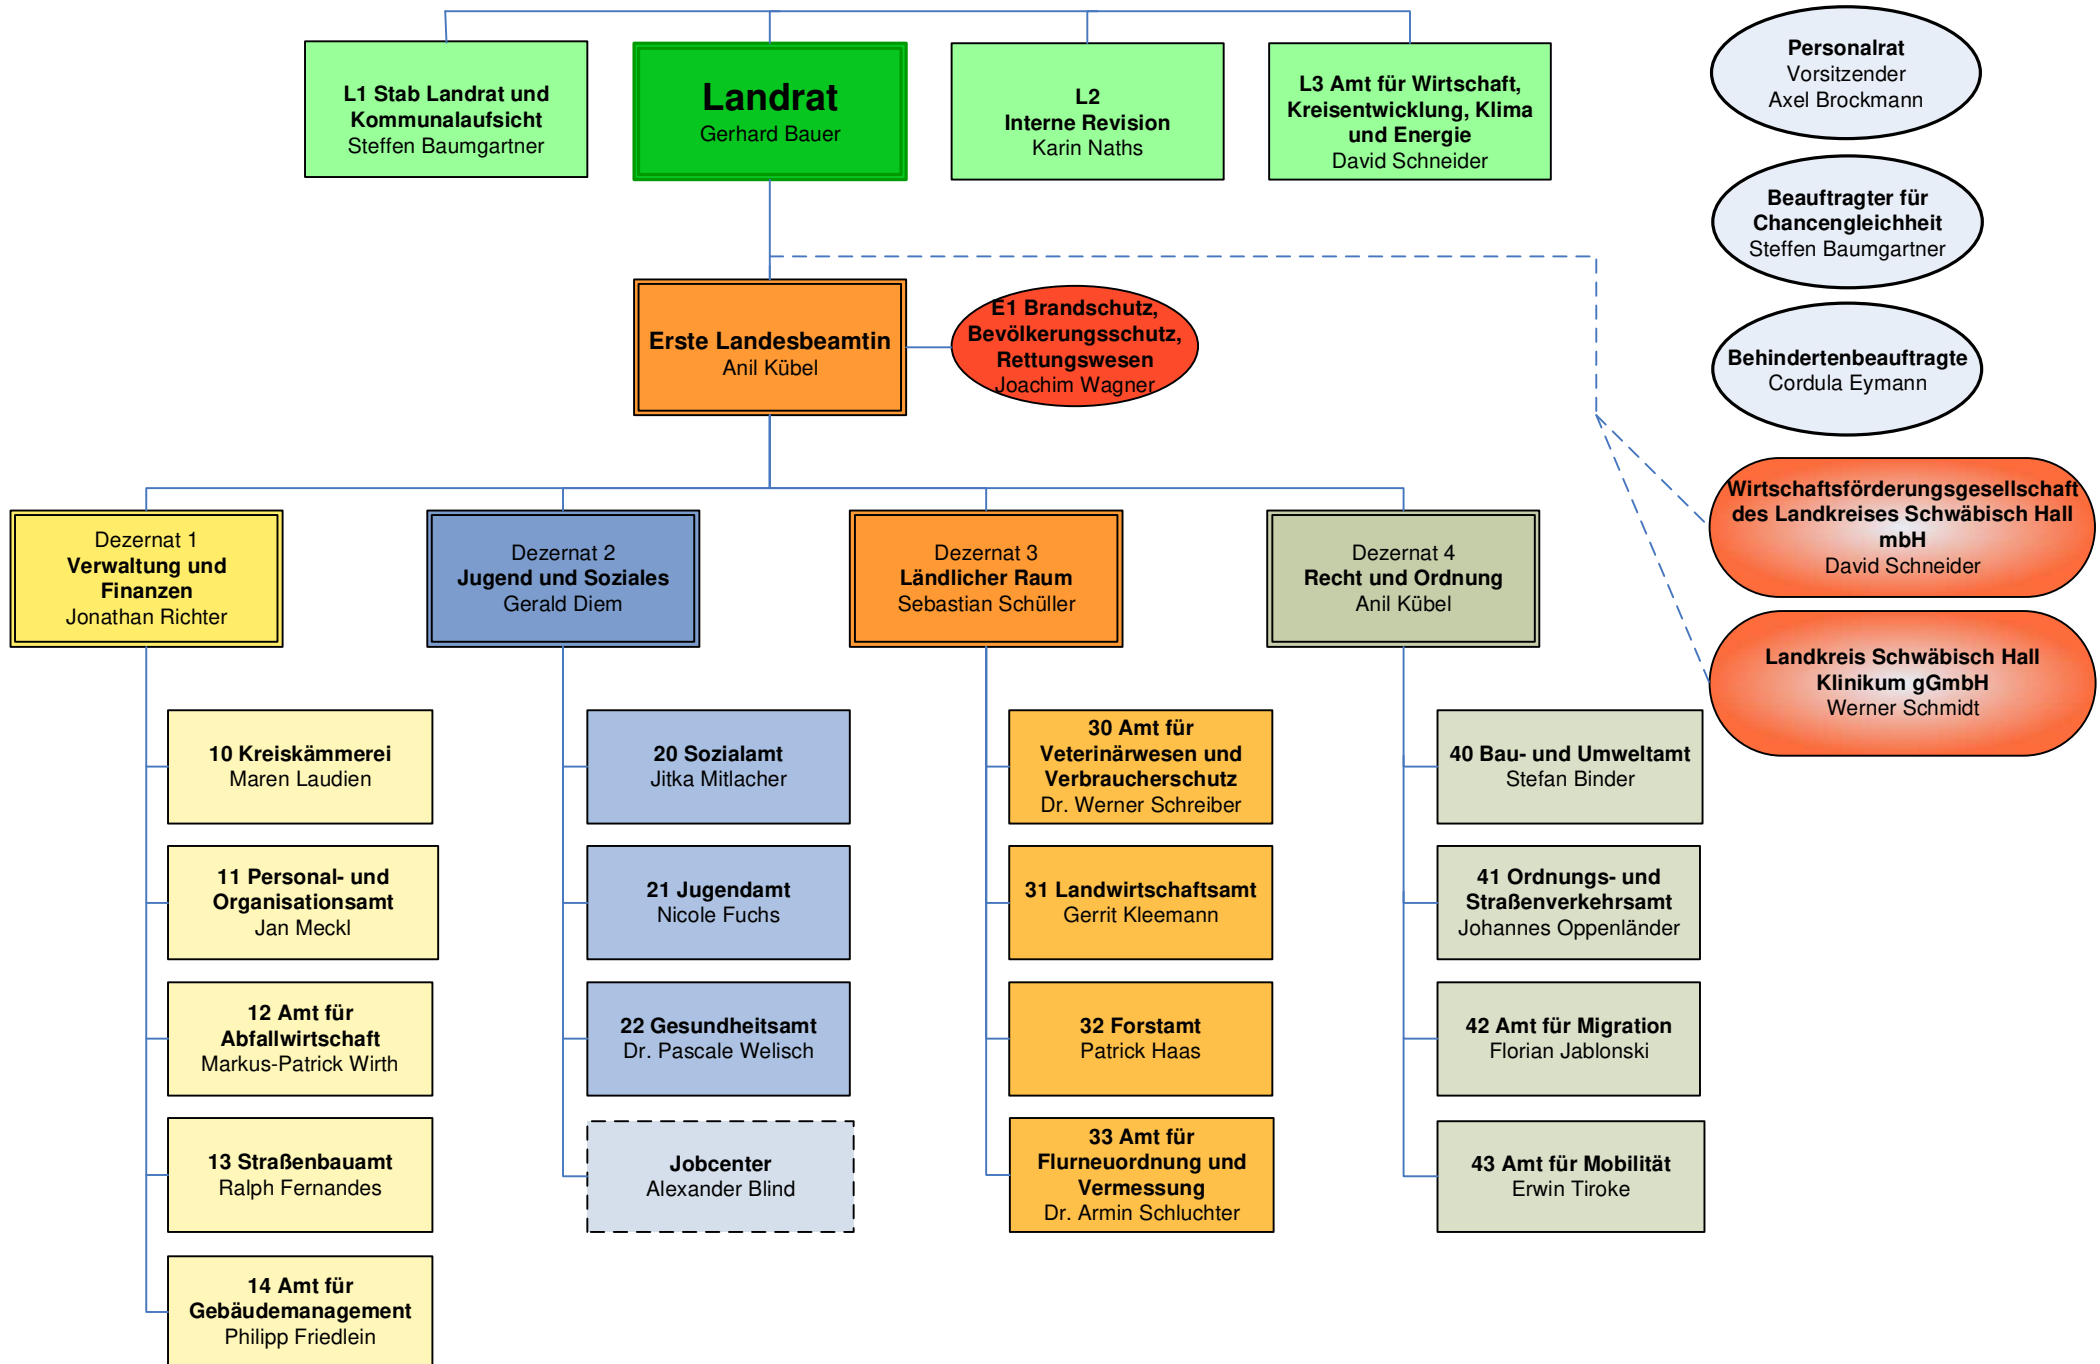 L1 Stab Landrat und
Kommunalaufsicht
Steffen Baumgartner
Landrat
Gerhard Bauer
L2
Interne Revision
Karin Naths
L3 Amt für Wirtschaft,
Kreisentwicklung, Klima
und Energie
David Schneider
Personalrat
Vorsitzender
Axel Brockmann
Beauftragter für
Chancengleichheit
Steffen Baumgartner
Erste Landesbeamtin
Anil Kübel
E1 Brandschutz,
Bevölkerungsschutz,
Rettungswesen
Joachim Wagner
Behindertenbeauftragte
Cordula Eymann
Wirtschaftsförderungsgesellschaft
des Landkreises Schwäbisch Hall
mbH
David Schneider
Landkreis Schwäbisch Hall
Klinikum gGmbH
Werner Schmidt
Dezernat 1
Verwaltung und
Finanzen
Jonathan Richter
10 Kreiskämmerei
Maren Laudien
11 Personal- und
Organisationsamt
Jan Meckl
12 Amt für
Abfallwirtschaft
Markus-Patrick Wirth
13 Straßenbauamt
Ralph Fernandes
14 Amt für
Gebäudemanagement
Philipp Friedlein
Dezernat 2
Jugend und Soziales
Gerald Diem
20 Sozialamt
Jitka Mitlacher
21 Jugendamt
Nicole Fuchs
22 Gesundheitsamt
Dr. Pascale Welisch
Jobcenter
Alexander Blind
Dezernat 3
Ländlicher Raum
Sebastian Schüller
30 Amt für
Veterinärwesen und
Verbraucherschutz
Dr. Werner Schreiber
31 Landwirtschaftsamt
Gerrit Kleemann
32 Forstamt
Patrick Haas
33 Amt für
Flurneuordnung und
Vermessung
Dr. Armin Schluchter
Dezernat 4
Recht und Ordnung
Anil Kübel
40 Bau- und Umweltamt
Stefan Binder
41 Ordnungs- und
Straßenverkehrsamt
Johannes Oppenländer
42 Amt für Migration
Florian Jablonski
43 Amt für Mobilität
Erwin Tiroke